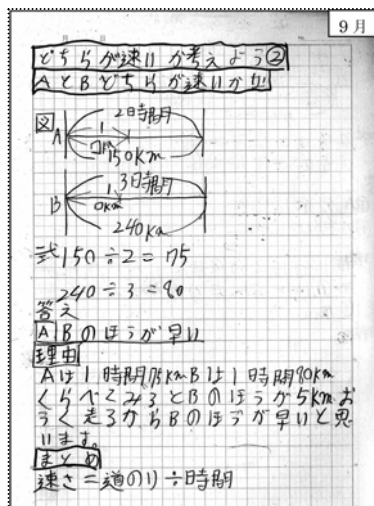 9月
どちらが速いか考えよう②
AとBどちらが速いかが
図
2時間
A
1
□km
150km
3日時間
B
1
□km
240km
式 150÷2=75
240÷3=80
答え
A Bのほうが早い
理由
Aは1時間75kmBは1時間80km
くらべてみるとBのほうが5kmお
うく走るからBのほうが早いと思
います。
まとめ
速さ=道のり÷時間